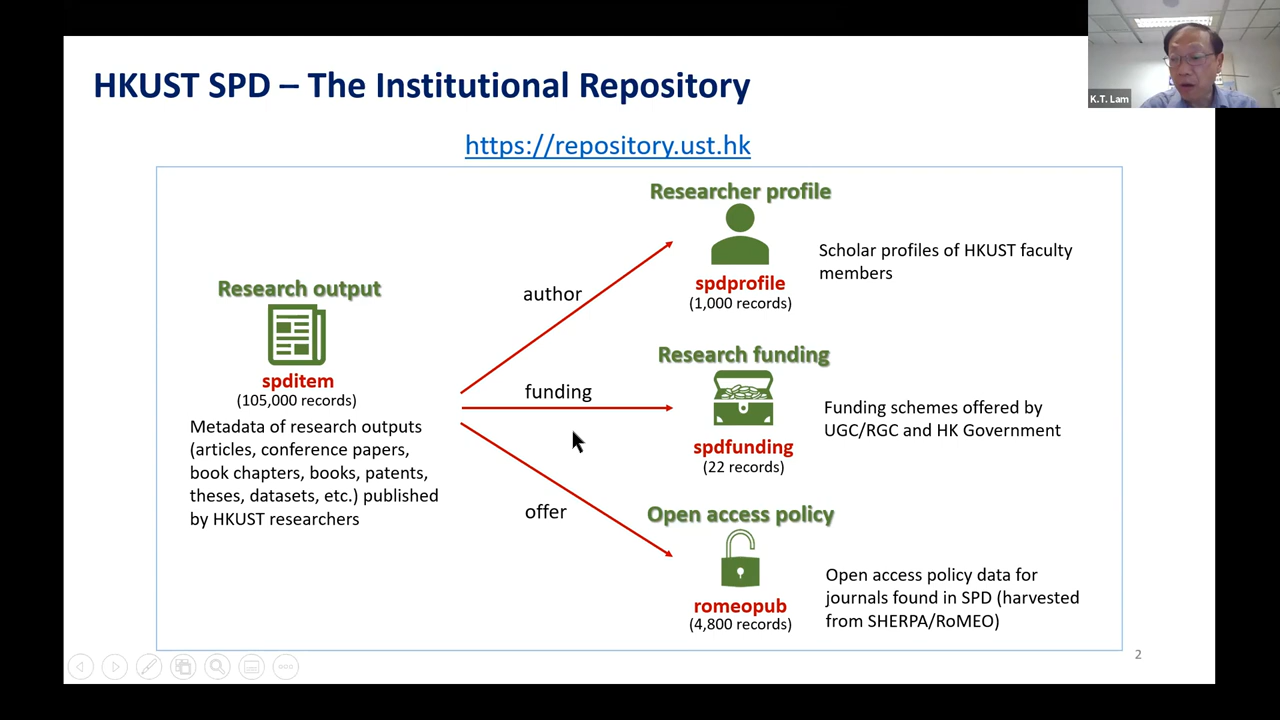 HKUST SPD – The Institutional Repository
K.T. Lam
https://repository.ust.hk
Researcher profile
spdprofile
(1,000 records)
Scholar profiles of HKUST faculty
members
Research output
spditem
(105,000 records)
Metadata of research outputs
(articles, conference papers,
book chapters, books, patents,
theses, datasets, etc.) published
by HKUST researchers
author
funding
offer
Research funding
spdfunding
(22 records)
Funding schemes offered by
UGC/RGC and HK Government
Open access policy
romeopub
(4,800 records)
Open access policy data for
journals found in SPD (harvested
from SHERPA/RoMEO)
2